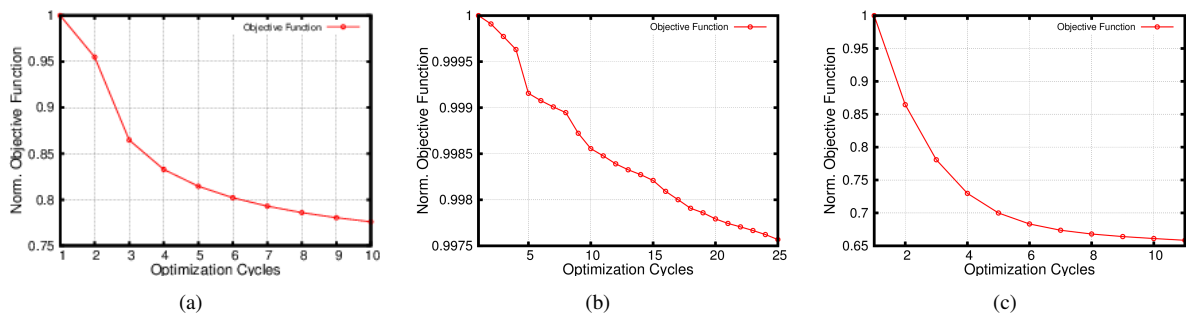 Norm. Objective Function
1
0.95
0.9
0.85
0.8
0.75
Objective Function
1 2 3 4 5 6 7 8 9 10
Optimization Cycles
(a)
Norm. Objective Function
1
0.9995
0.999
0.9985
0.998
0.9975
Objective Function
5 10 15 20 25
Optimization Cycles
(b)
Norm. Objective Function
1
0.95
0.9
0.85
0.8
0.75
0.7
0.65
Objective Function
2 4 6 8 10
Optimization Cycles
(c)